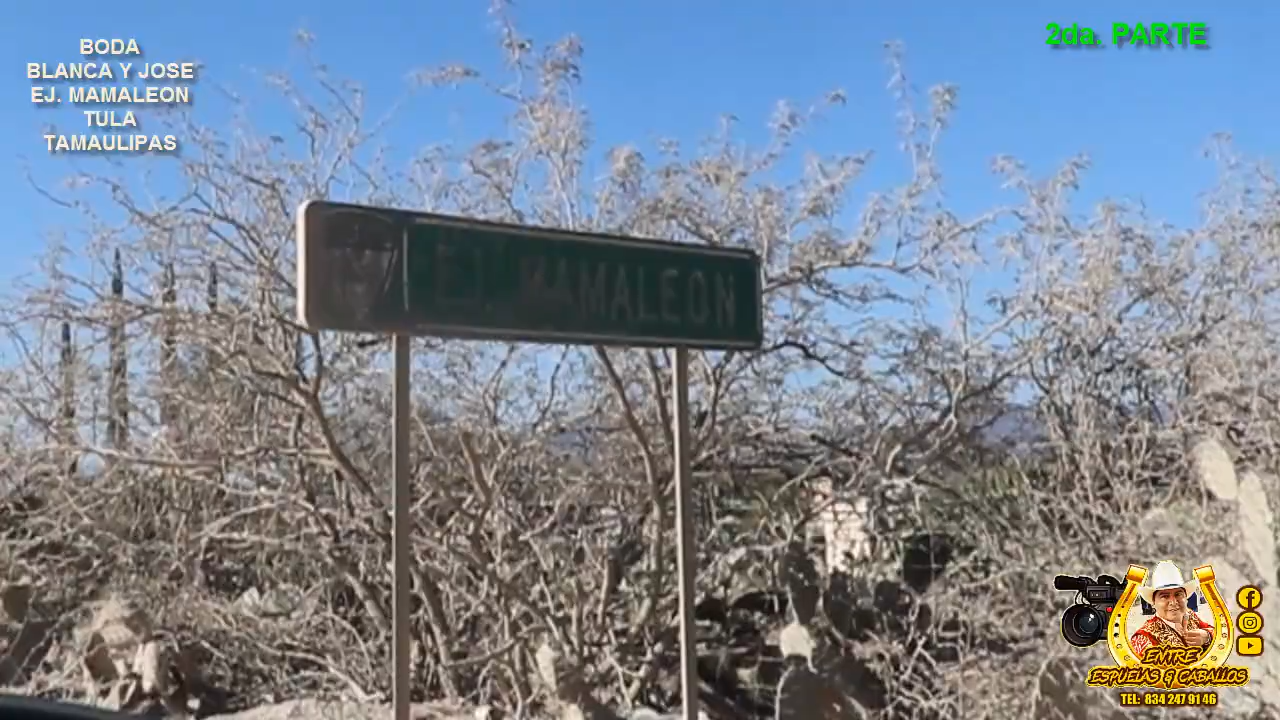 BODA
BLANCA Y JOSE
EJ. MAMALEON
TULA
TAMAULIPAS
2da. PARTE
EJ. MAMALEON
ENTRE
ESPUELAS & CABALLOS
TEL: 834 247 91 46